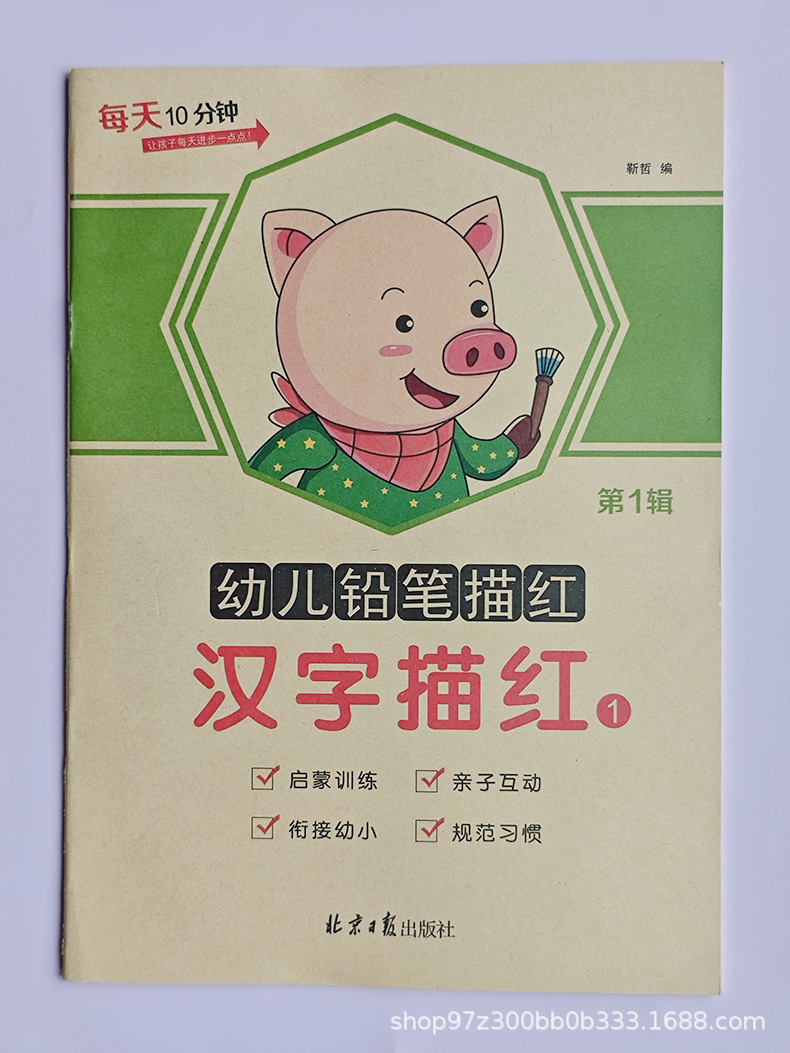 每天10分钟
让孩子每天进步一点点！
靳哲 编
第1辑
幼儿铅笔描红
汉字描红1
启蒙训练 亲子互动
衔接幼小 规范习惯
北京日报出版社
shop97z300bb0b333.1688.com